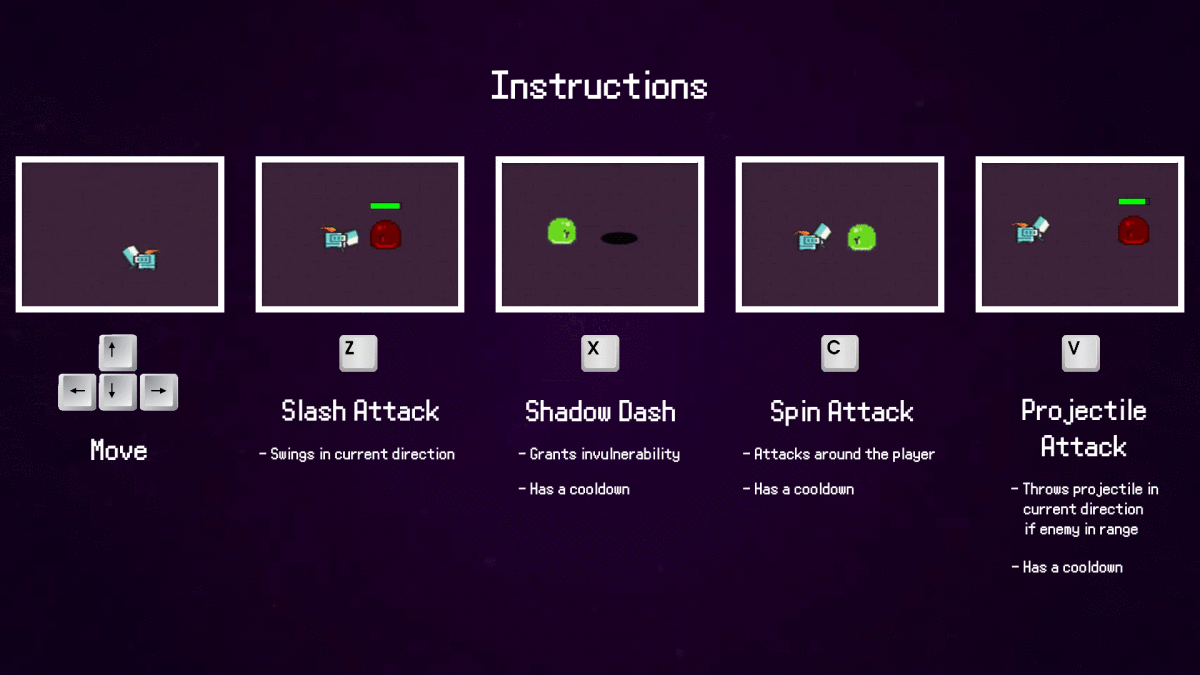 Instructions
↑
← ↓ →
Move
Z
Slash Attack
- Swings in current direction
X
Shadow Dash
- Grants invulnerability
- Has a cooldown
C
Spin Attack
- Attacks around the player
- Has a cooldown
V
Projectile
Attack
- Throws projectile in
current direction
if enemy in range
- Has a cooldown